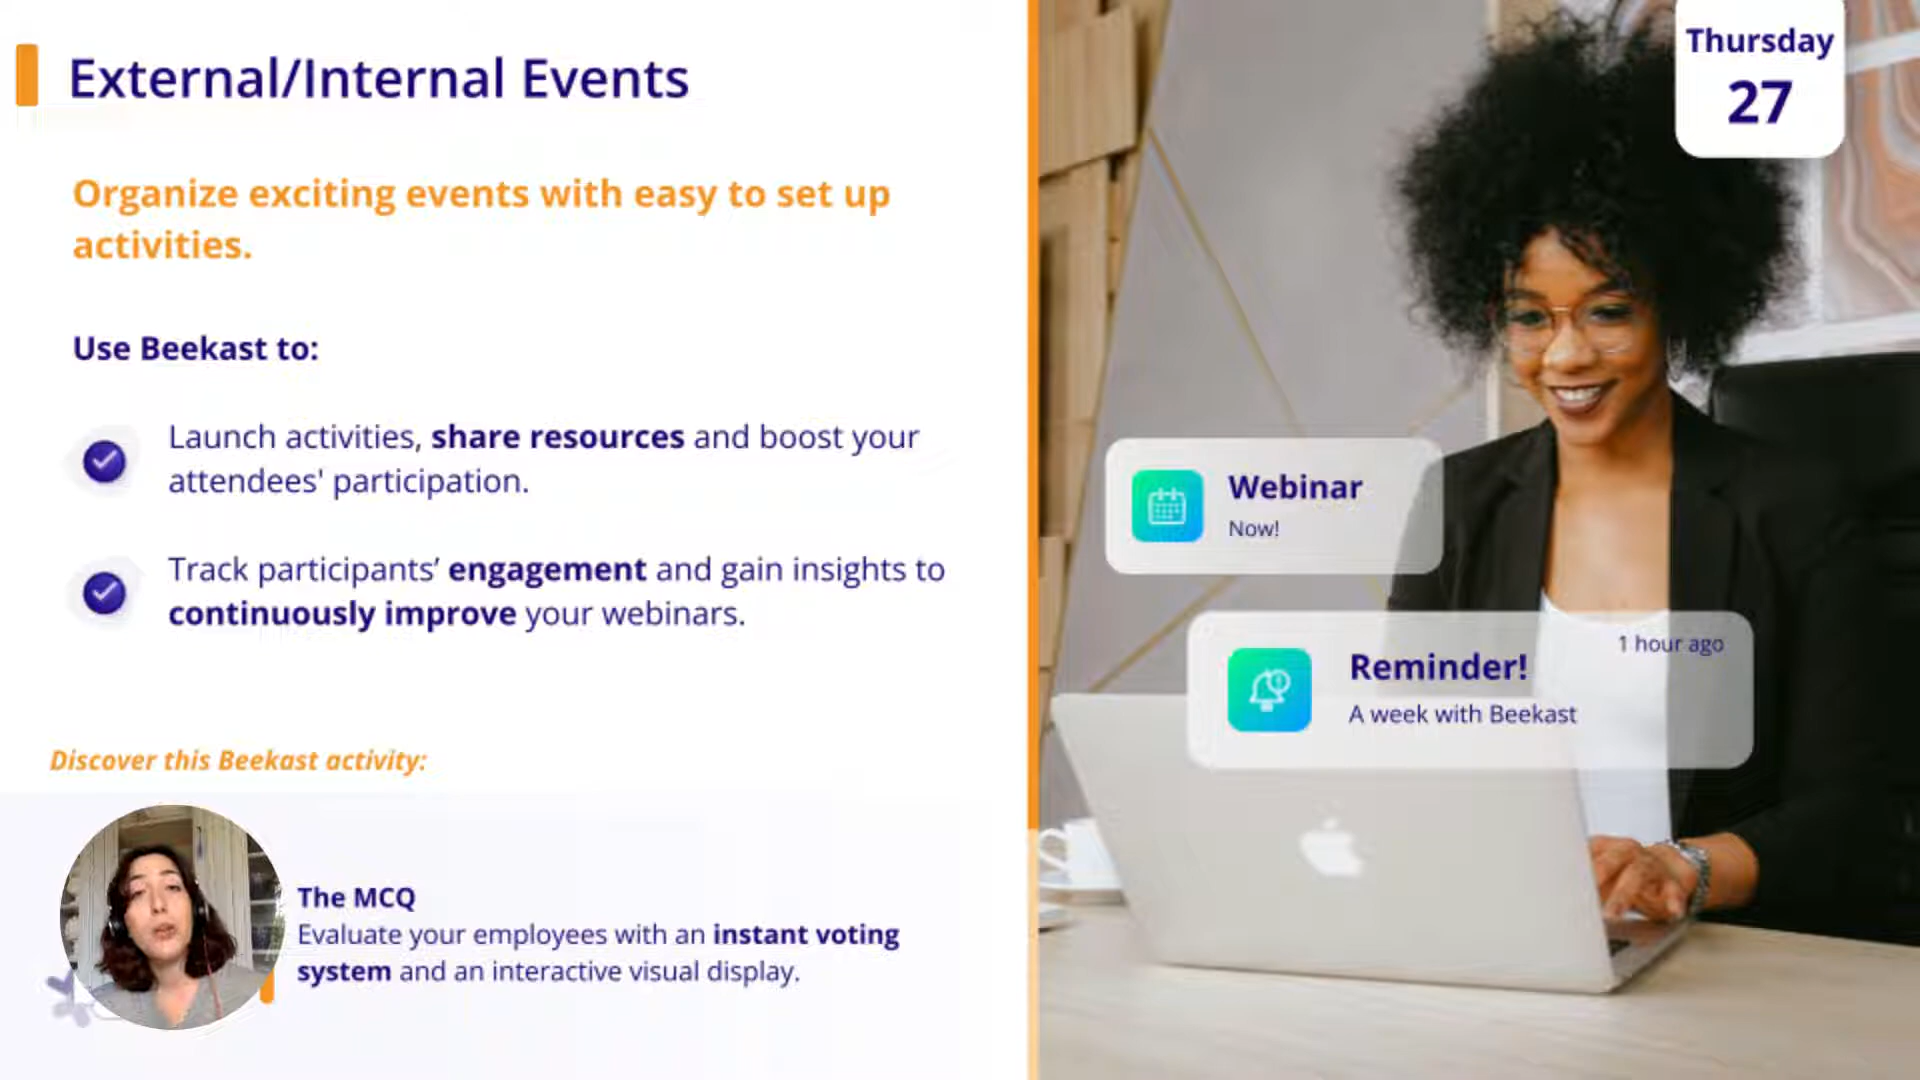 External/Internal Events
Organize exciting events with easy to set up
activities.
Use Beekast to:
Launch activities, share resources and boost your
attendees' participation.
Track participants’ engagement and gain insights to
continuously improve your webinars.
Discover this Beekast activity:
The MCQ
Evaluate your employees with an instant voting
system and an interactive visual display.
Thursday
27
Webinar
Now!
1 hour ago
Reminder!
A week with Beekast